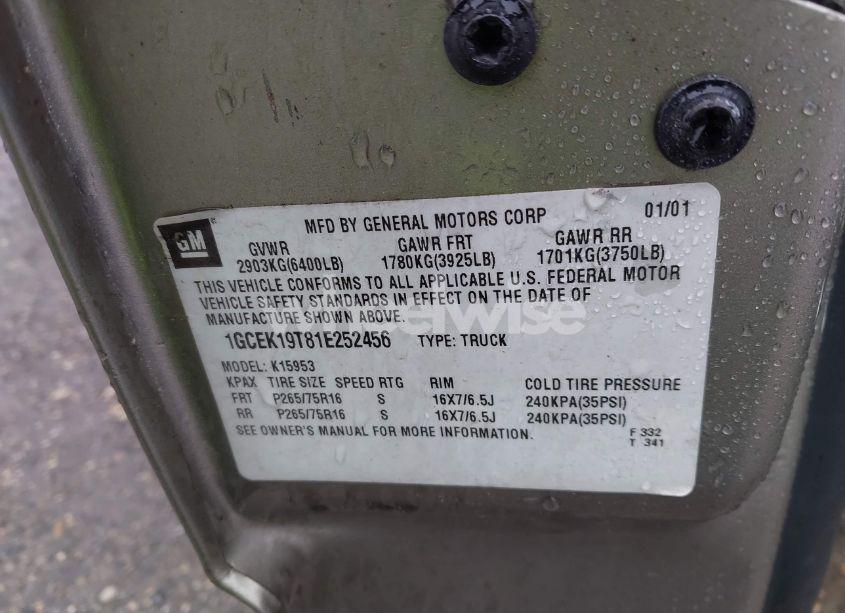 GM
MFD BY GENERAL MOTORS CORP 01/01
GVWR GAWR FRT GAWR RR
2903KG(6400LB) 1780KG(3925LB) 1701KG(3750LB)
THIS VEHICLE CONFORMS TO ALL APPLICABLE U.S. FEDERAL MOTOR
VEHICLE SAFETY STANDARDS IN EFFECT ON THE DATE OF
MANUFACTURE SHOWN ABOVE.
1GCEK19T81E252456 TYPE: TRUCK
MODEL: K15953
KPAX TIRE SIZE SPEED RTG RIM COLD TIRE PRESSURE
FRT P265/75R16 S 16X7/6.5J 240KPA(35PSI)
RR P265/75R16 S 16X7/6.5J 240KPA(35PSI)
SEE OWNER'S MANUAL FOR MORE INFORMATION.
F 332
T 341